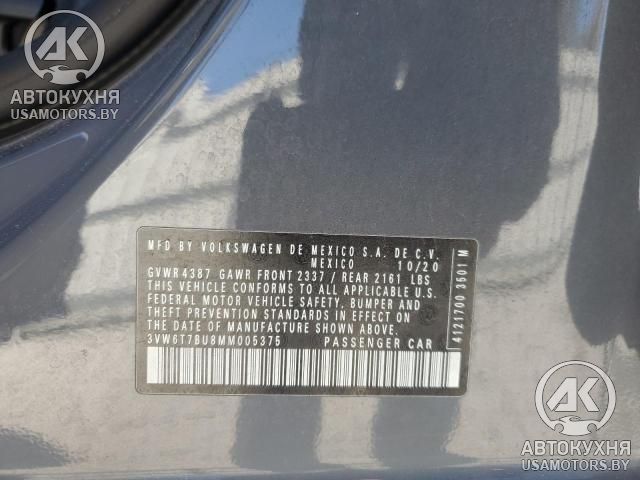 АК
АВТОКУХНЯ
USAMOTORS.BY
MFD BY VOLKSWAGEN DE MEXICO S.A. DE C.V.
MEXICO 10/20
GVWR 4387 GAWR FRONT 2337 / REAR 2161 LBS
THIS VEHICLE CONFORMS TO ALL APPLICABLE U.S.
FEDERAL MOTOR VEHICLE SAFETY, BUMPER AND
THEFT PREVENTION STANDARDS IN EFFECT ON
THE DATE OF MANUFACTURE SHOWN ABOVE.
3VW6T7BU8MM005375 PASSENGER CAR
4121700 3501 M
АК
АВТОКУХНЯ
USAMOTORS.BY